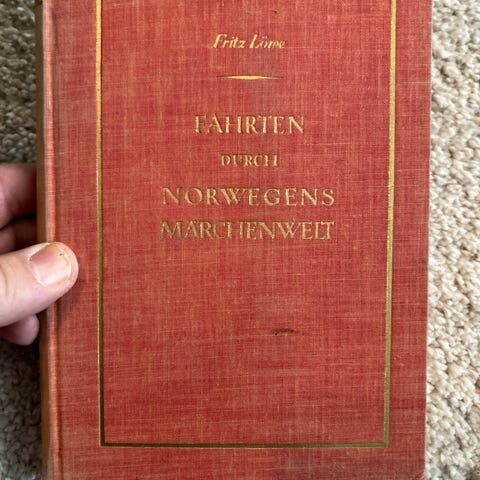 Fritz Löwe
FAHRTEN
DURCH
NORWEGENS
MÄRCHENWELT